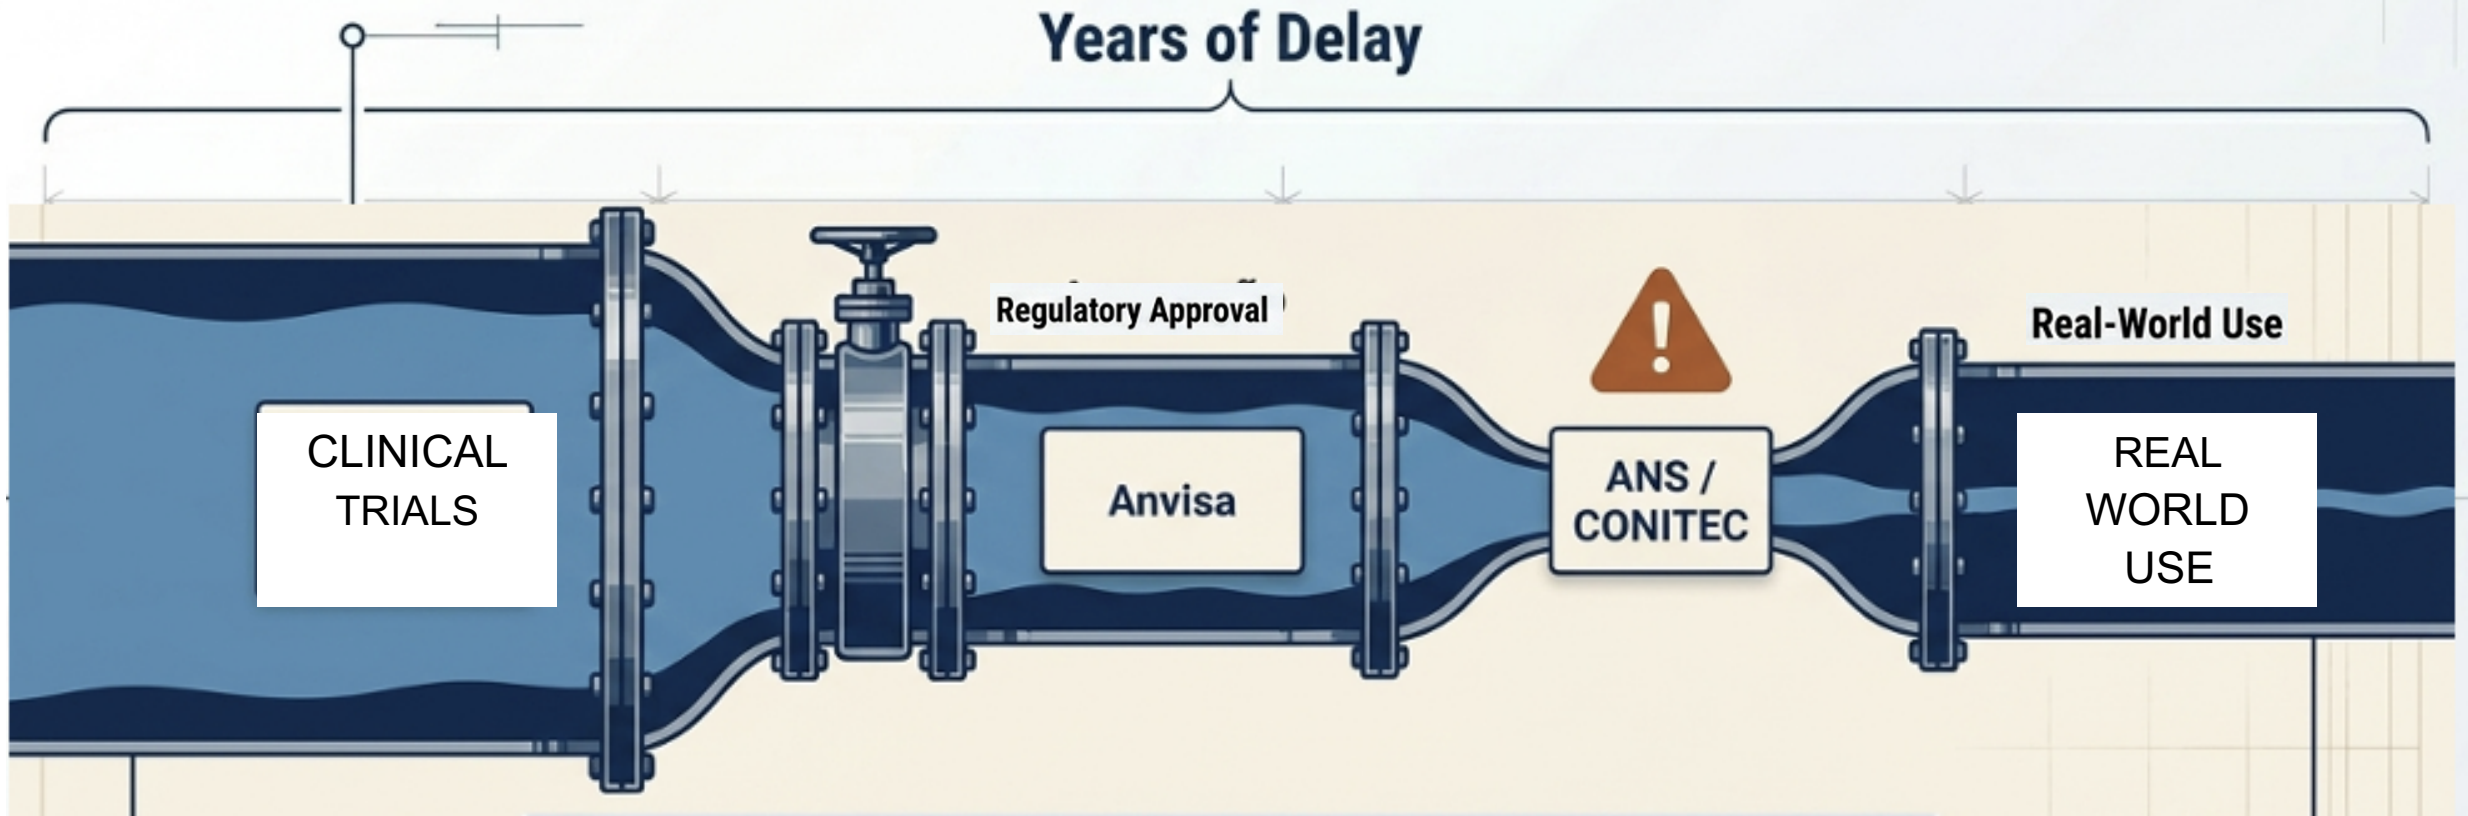 Years of Delay
Regulatory Approval
Real-World Use
CLINICAL
TRIALS
Anvisa
ANS /
CONITEC
REAL
WORLD
USE